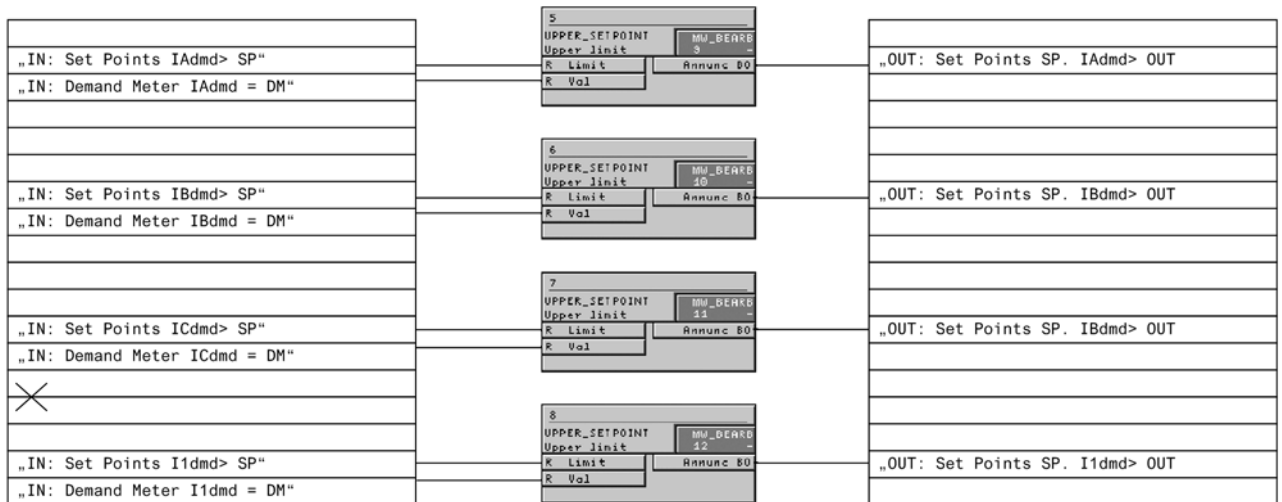 5
UPPER_SETPOINT MW_BEARB
Upper limit 9 -
„IN: Set Points IAdmd> SP“ R Limit Annunc BO „OUT: Set Points SP. IAdmd> OUT
„IN: Demand Meter IAdmd = DM“ R Val
6
UPPER_SETPOINT MW_BEARB
Upper limit 10 -
„IN: Set Points IBdmd> SP“ R Limit Annunc BO „OUT: Set Points SP. IBdmd> OUT
„IN: Demand Meter IBdmd = DM“ R Val
7
UPPER_SETPOINT MW_BEARB
Upper limit 11 -
„IN: Set Points ICdmd> SP“ R Limit Annunc BO „OUT: Set Points SP. IBdmd> OUT
„IN: Demand Meter ICdmd = DM“ R Val
8
UPPER_SETPOINT MW_BEARB
Upper limit 12 -
„IN: Set Points I1dmd> SP“ R Limit Annunc BO „OUT: Set Points SP. I1dmd> OUT
„IN: Demand Meter I1dmd = DM“ R Val